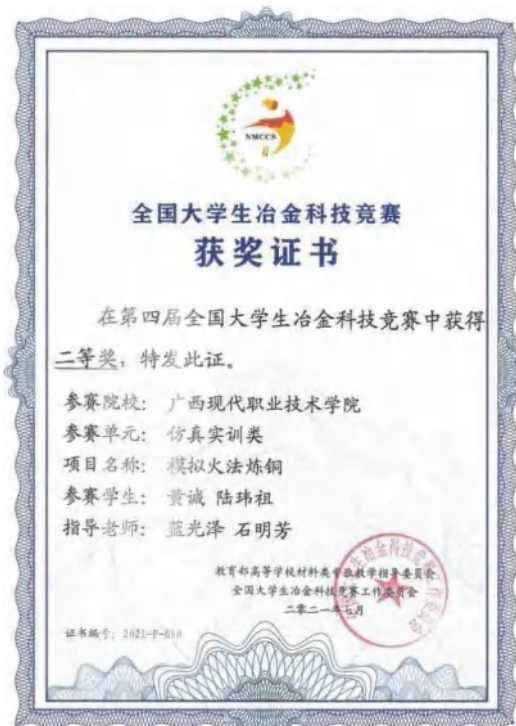 NMCCS
全国大学生冶金科技竞赛
获奖证书
在第四届全国大学生冶金科技竞赛中获得
二等奖，特发此证。
参赛院校： 广西现代职业技术学院
参赛单元： 仿真实训类
项目名称： 模拟火法炼铜
参赛学生： 黄诚 陆玮祖
指导老师： 蓝光泽 石明芳
教育部高等学校材料类专业教学指导委员会
全国大学生冶金科技竞赛工作委员会
二零二一年七月
证书编号：2021-F-